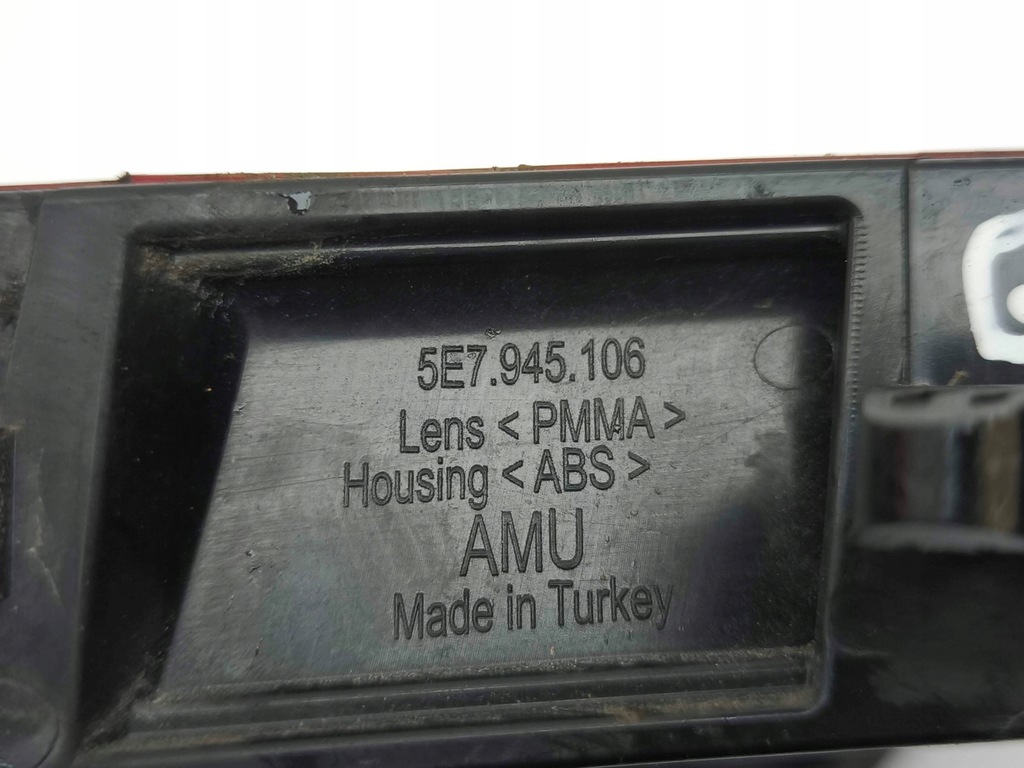 5E7.945.106
Lens <PMMA>
Housing <ABS>
AMU
Made in Turkey